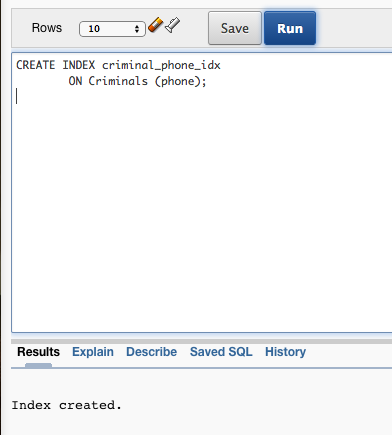 Rows 10 Save Run
CREATE INDEX criminal_phone_idx
ON Criminals (phone);
Results Explain Describe Saved SQL History
Index created.